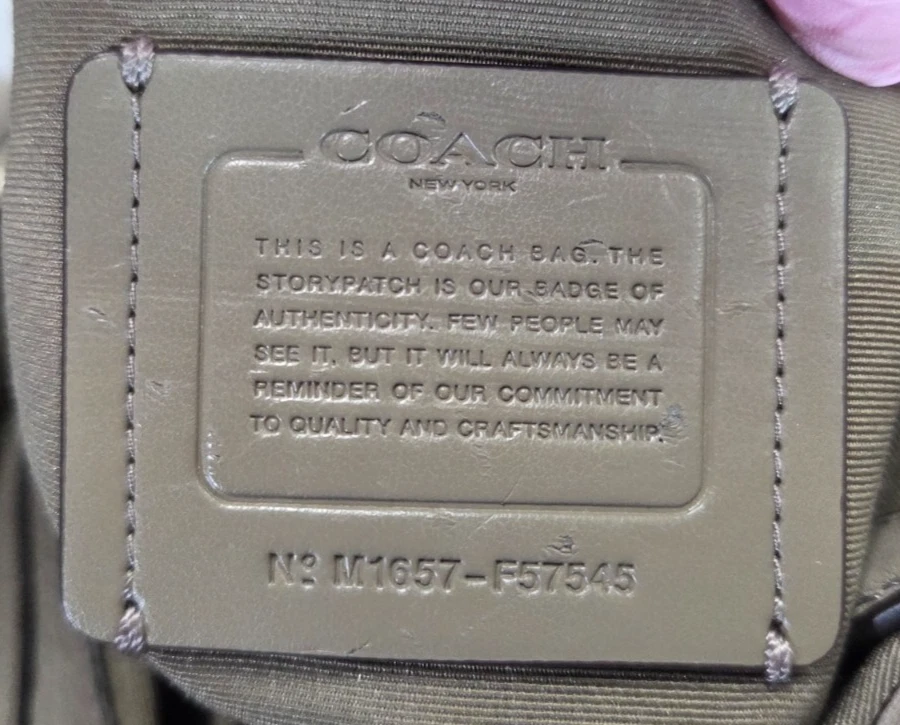 COACH
NEW YORK
THIS IS A COACH BAG. THE
STORYPATCH IS OUR BADGE OF
AUTHENTICITY. FEW PEOPLE MAY
SEE IT, BUT IT WILL ALWAYS BE A
REMINDER OF OUR COMMITMENT
TO QUALITY AND CRAFTSMANSHIP.
Nº M1657-F57545